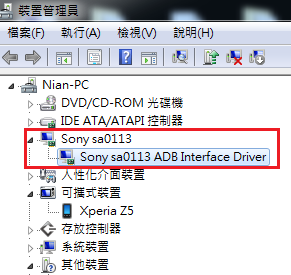 裝置管理員
檔案(F) 執行(A) 檢視(V) 說明(H)
Nian-PC
DVD/CD-ROM 光碟機
IDE ATA/ATAPI 控制器
Sony sa0113
Sony sa0113 ADB Interface Driver
人性化介面裝置
可攜式裝置
Xperia Z5
存放控制器
系統裝置
其他裝置